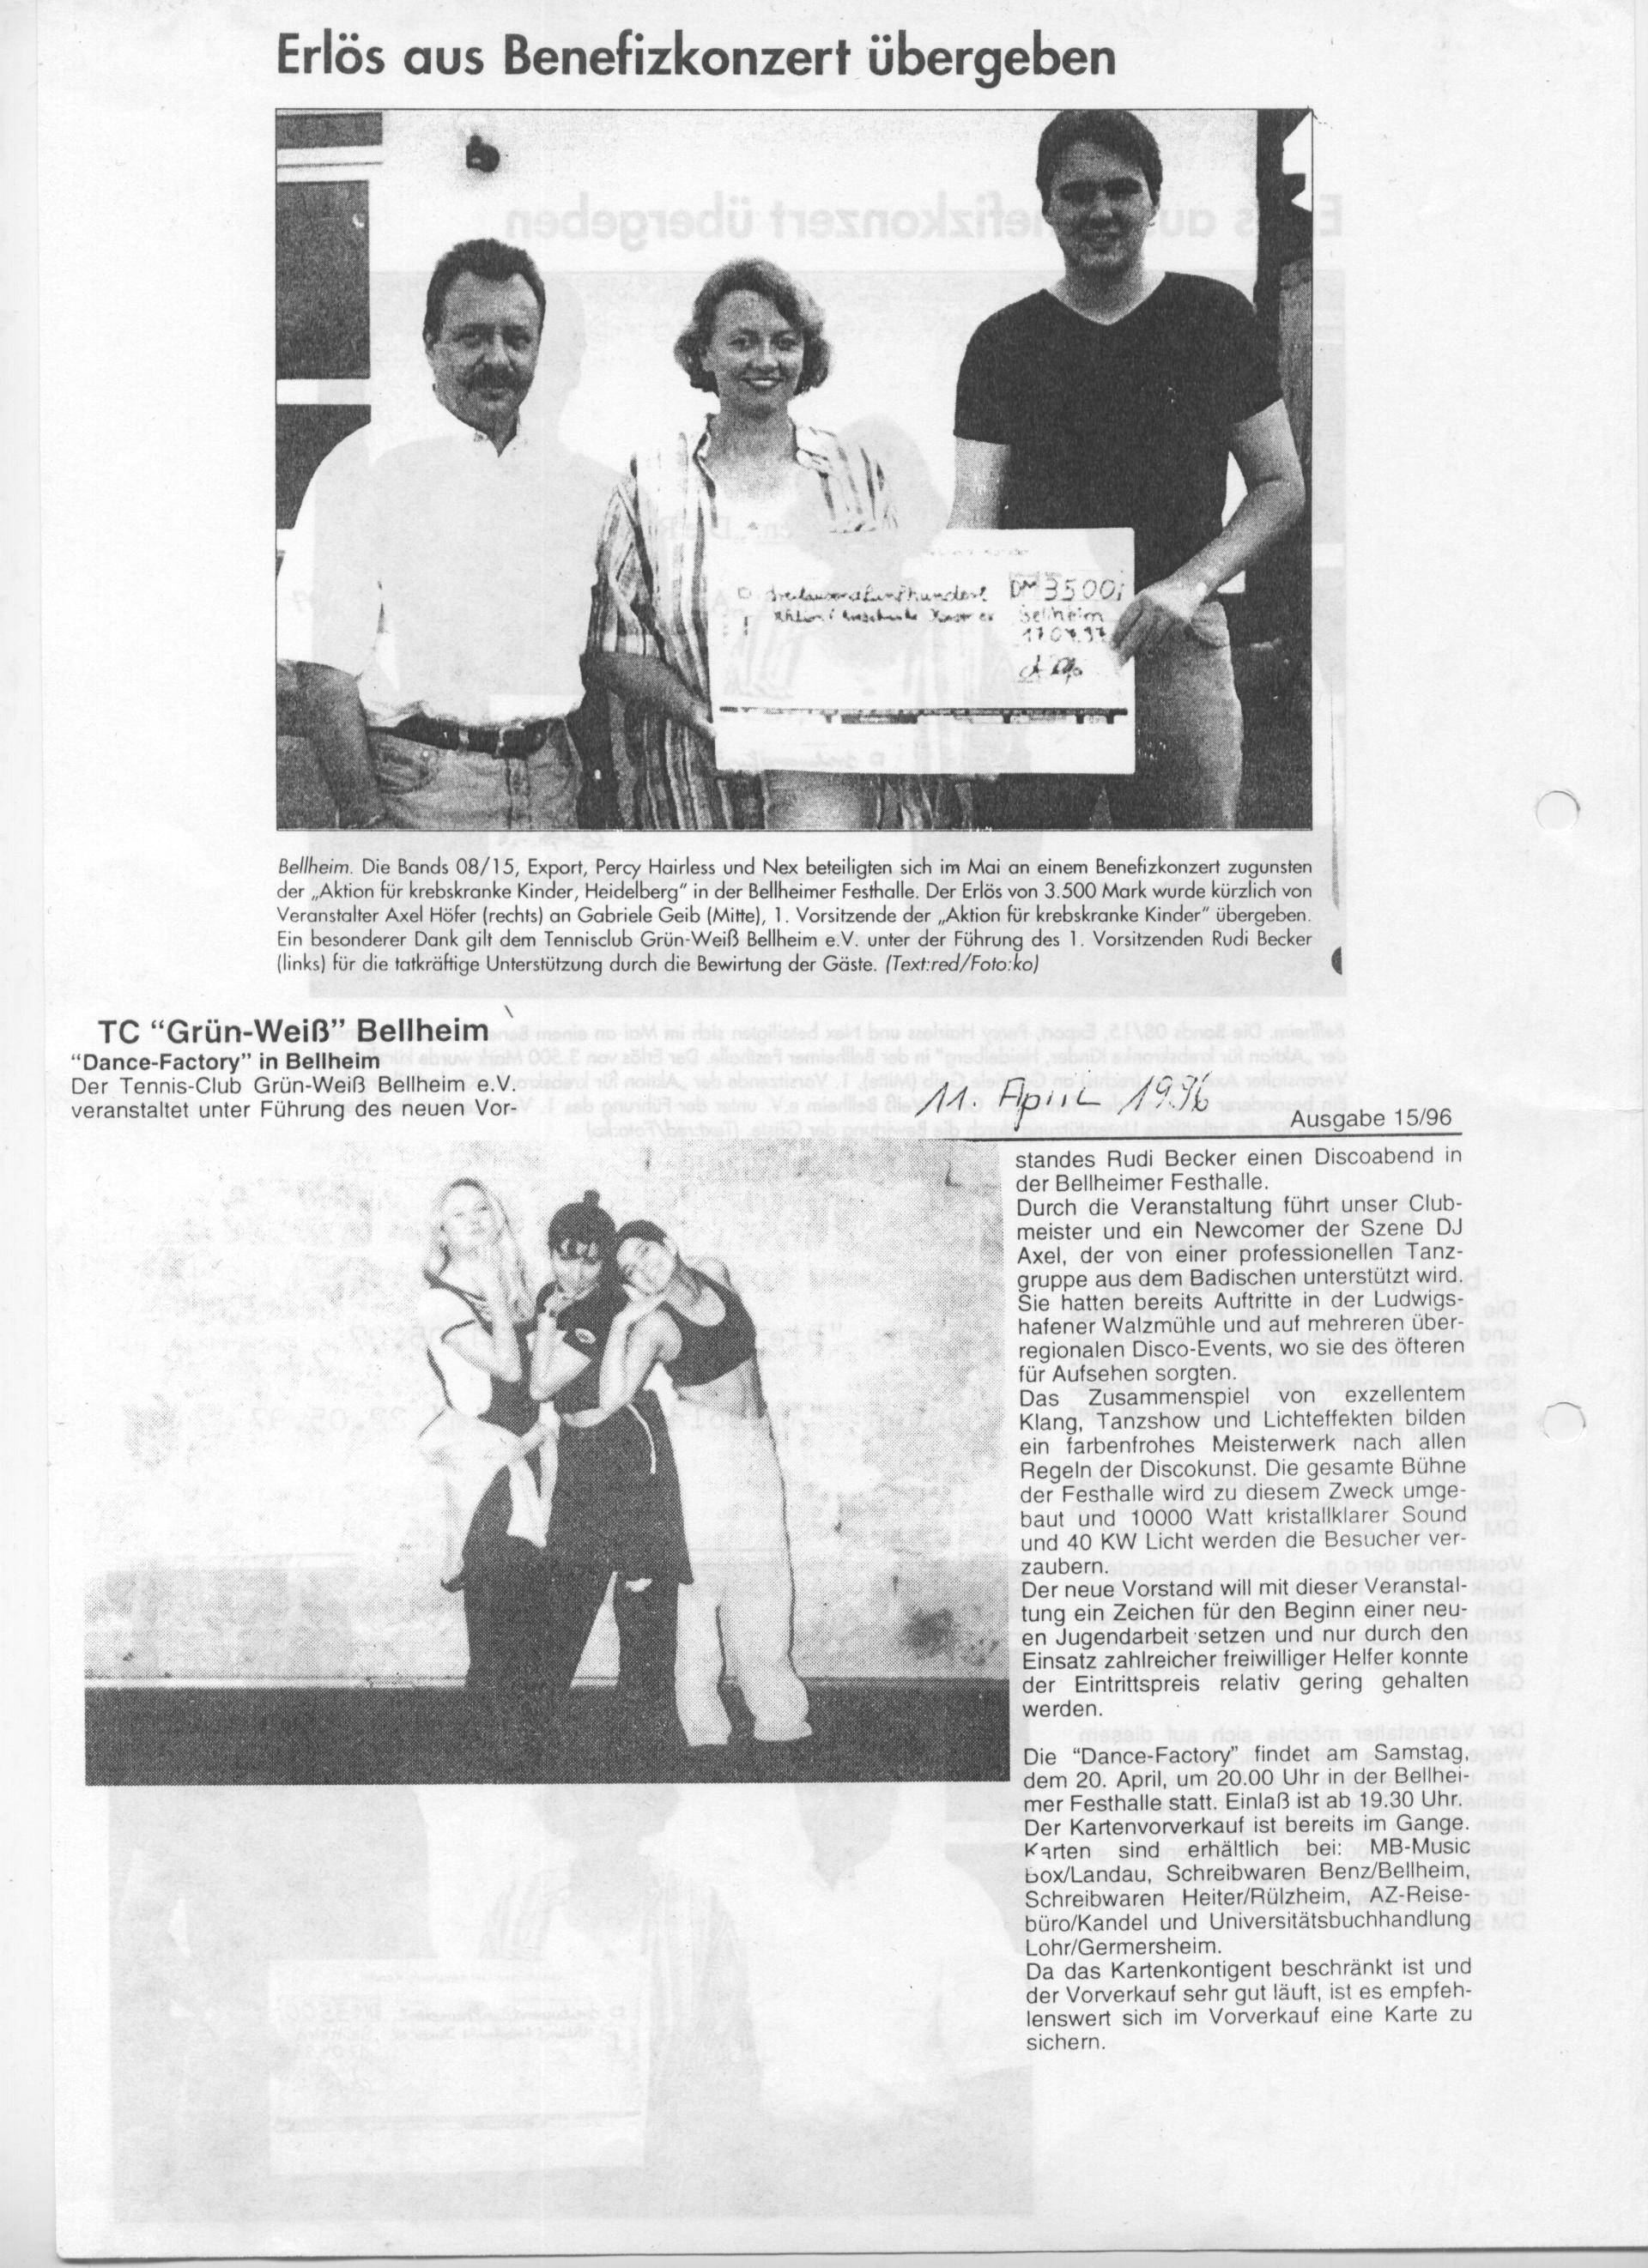 Erlös aus Benefizkonzert übergeben
dreitausendfünfhundert DM 3500,-
Bellheim
Bellheim. Die Bands 08/15, Export, Percy Hairless und Nex beteiligten sich im Mai an einem Benefizkonzert zugunsten
der „Aktion für krebskranke Kinder, Heidelberg" in der Bellheimer Festhalle. Der Erlös von 3.500 Mark wurde kürzlich von
Veranstalter Axel Höfer (rechts) an Gabriele Geib (Mitte), 1. Vorsitzende der „Aktion für krebskranke Kinder" übergeben.
Ein besonderer Dank gilt dem Tennisclub Grün-Weiß Bellheim e.V. unter der Führung des 1. Vorsitzenden Rudi Becker
(links) für die tatkräftige Unterstützung durch die Bewirtung der Gäste. (Text:red/Foto:ko)
TC “Grün-Weiß” Bellheim
“Dance-Factory” in Bellheim
Der Tennis-Club Grün-Weiß Bellheim e.V.
veranstaltet unter Führung des neuen Vor-
11. April 1996
Ausgabe 15/96
standes Rudi Becker einen Discoabend in
der Bellheimer Festhalle.
Durch die Veranstaltung führt unser Club-
meister und ein Newcomer der Szene DJ
Axel, der von einer professionellen Tanz-
gruppe aus dem Badischen unterstützt wird.
Sie hatten bereits Auftritte in der Ludwigs-
hafener Walzmühle und auf mehreren über-
regionalen Disco-Events, wo sie des öfteren
für Aufsehen sorgten.
Das Zusammenspiel von exzellentem
Klang, Tanzshow und Lichteffekten bilden
ein farbenfrohes Meisterwerk nach allen
Regeln der Discokunst. Die gesamte Bühne
der Festhalle wird zu diesem Zweck umge-
baut und 10000 Watt kristallklarer Sound
und 40 KW Licht werden die Besucher ver-
zaubern.
Der neue Vorstand will mit dieser Veranstal-
tung ein Zeichen für den Beginn einer neu-
en Jugendarbeit setzen und nur durch den
Einsatz zahlreicher freiwilliger Helfer konnte
der Eintrittspreis relativ gering gehalten
werden.
Die “Dance-Factory” findet am Samstag,
dem 20. April, um 20.00 Uhr in der Bellhei-
mer Festhalle statt. Einlaß ist ab 19.30 Uhr.
Der Kartenvorverkauf ist bereits im Gange.
Karten sind erhältlich bei: MB-Music
box/Landau, Schreibwaren Benz/Bellheim,
Schreibwaren Heiter/Rülzheim, AZ-Reise-
büro/Kandel und Universitätsbuchhandlung
Lohr/Germersheim.
Da das Kartenkontigent beschränkt ist und
der Vorverkauf sehr gut läuft, ist es empfeh-
lenswert sich im Vorverkauf eine Karte zu
sichern.